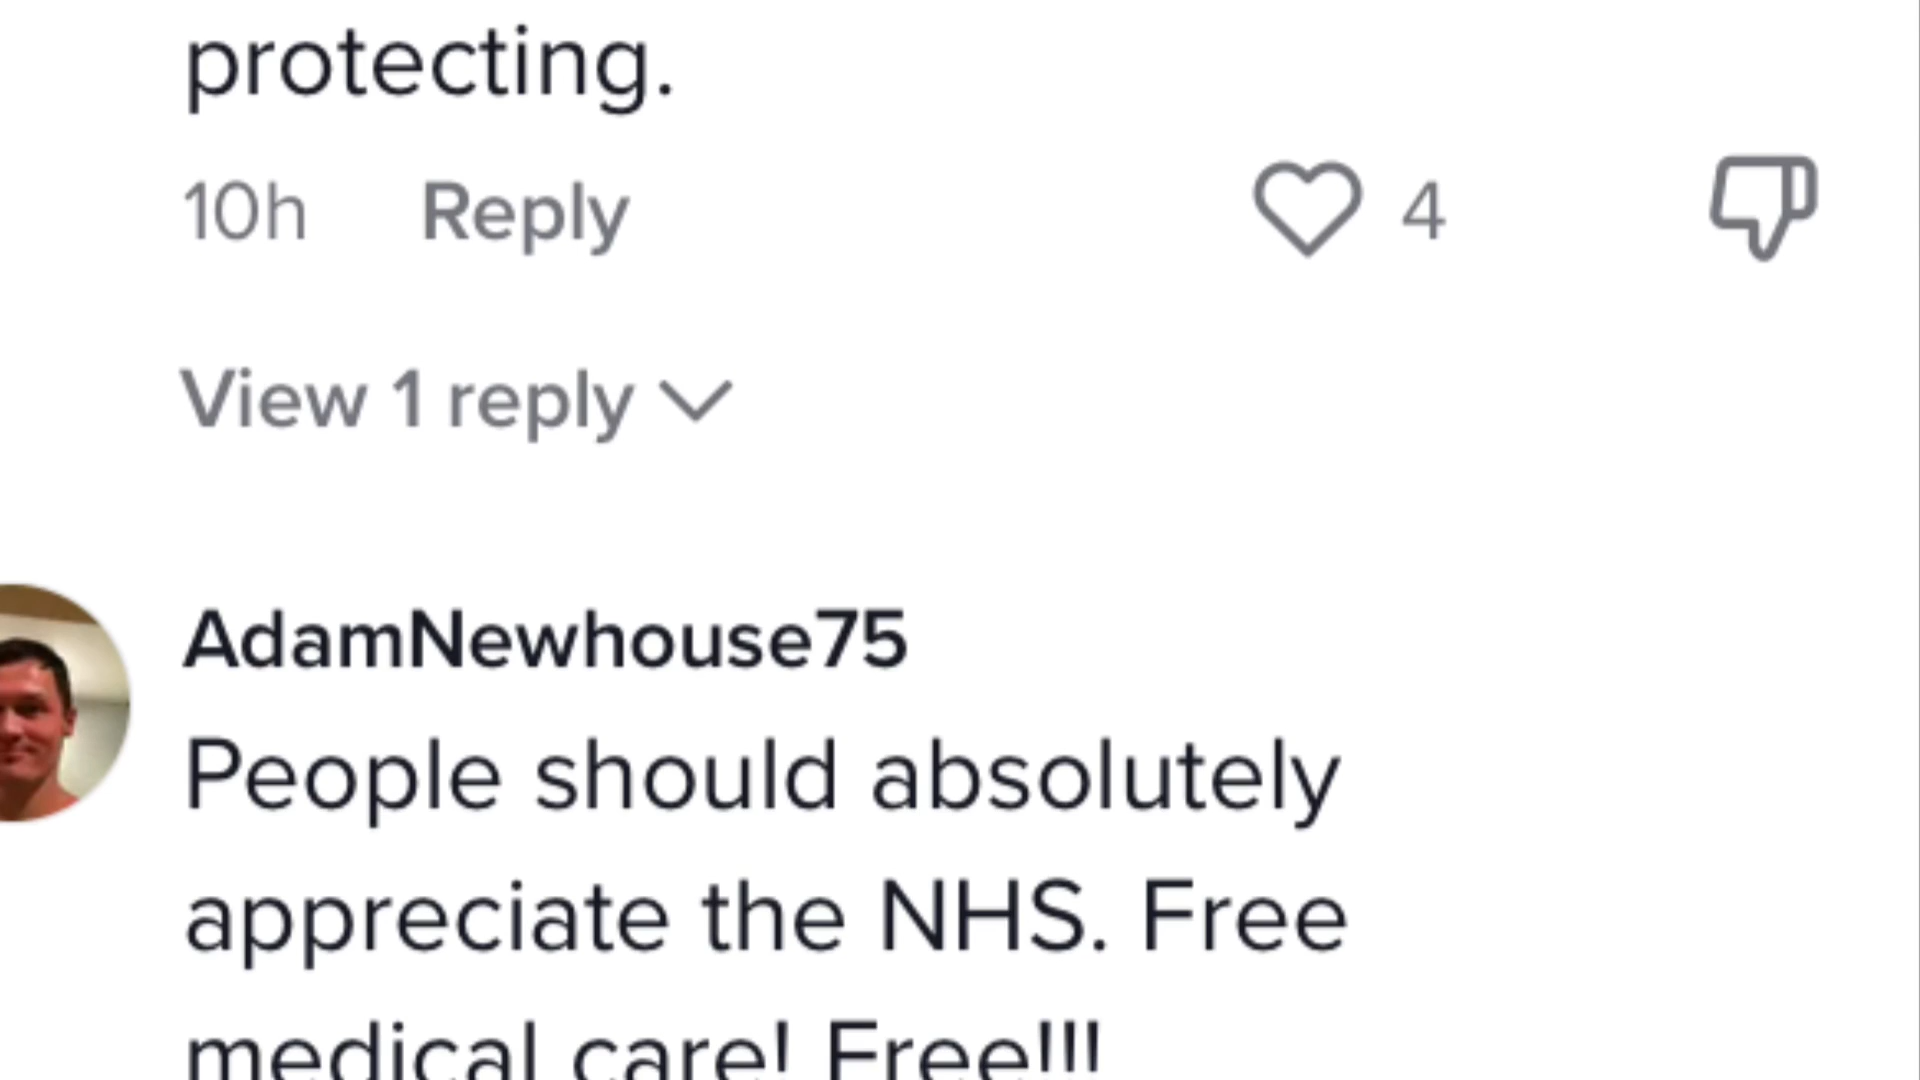 protecting.
10h Reply 4
View 1 reply
AdamNewhouse75
People should absolutely
appreciate the NHS. Free
medical care! Free!!!